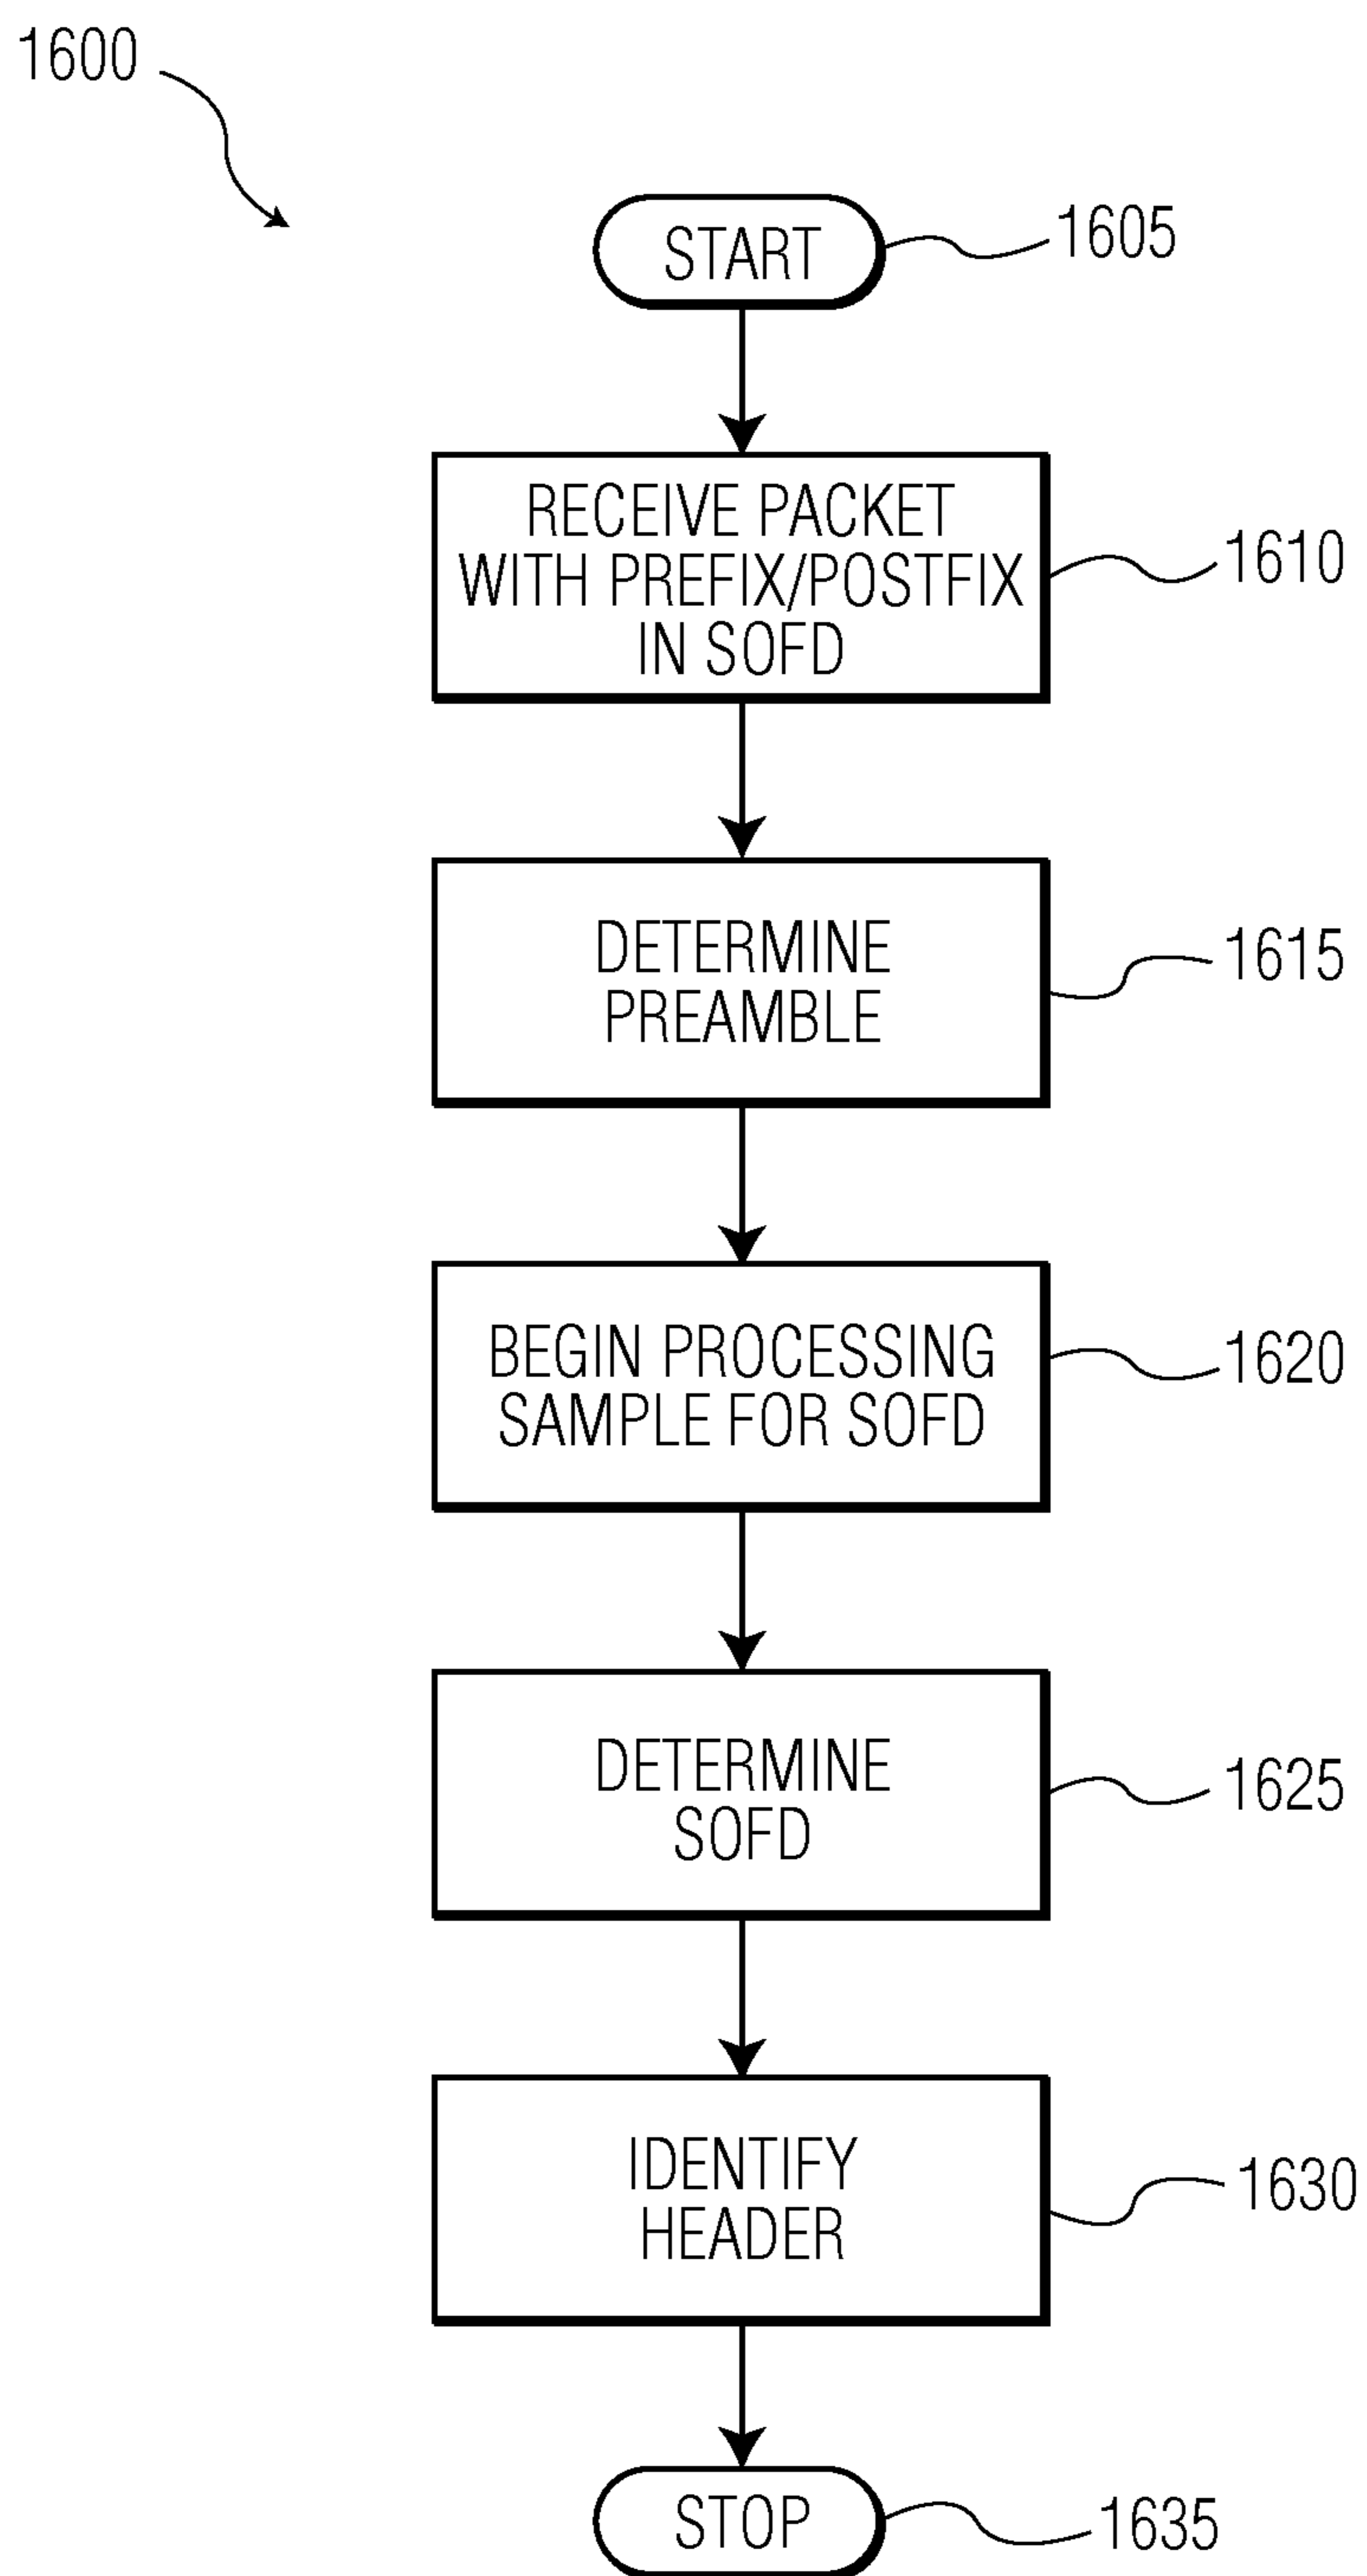 1600
START
1605
RECEIVE PACKET
WITH PREFIX/POSTFIX
IN SOFD
1610
DETERMINE
PREAMBLE
1615
BEGIN PROCESSING
SAMPLE FOR SOFD
1620
DETERMINE
SOFD
1625
IDENTIFY
HEADER
1630
STOP
1635